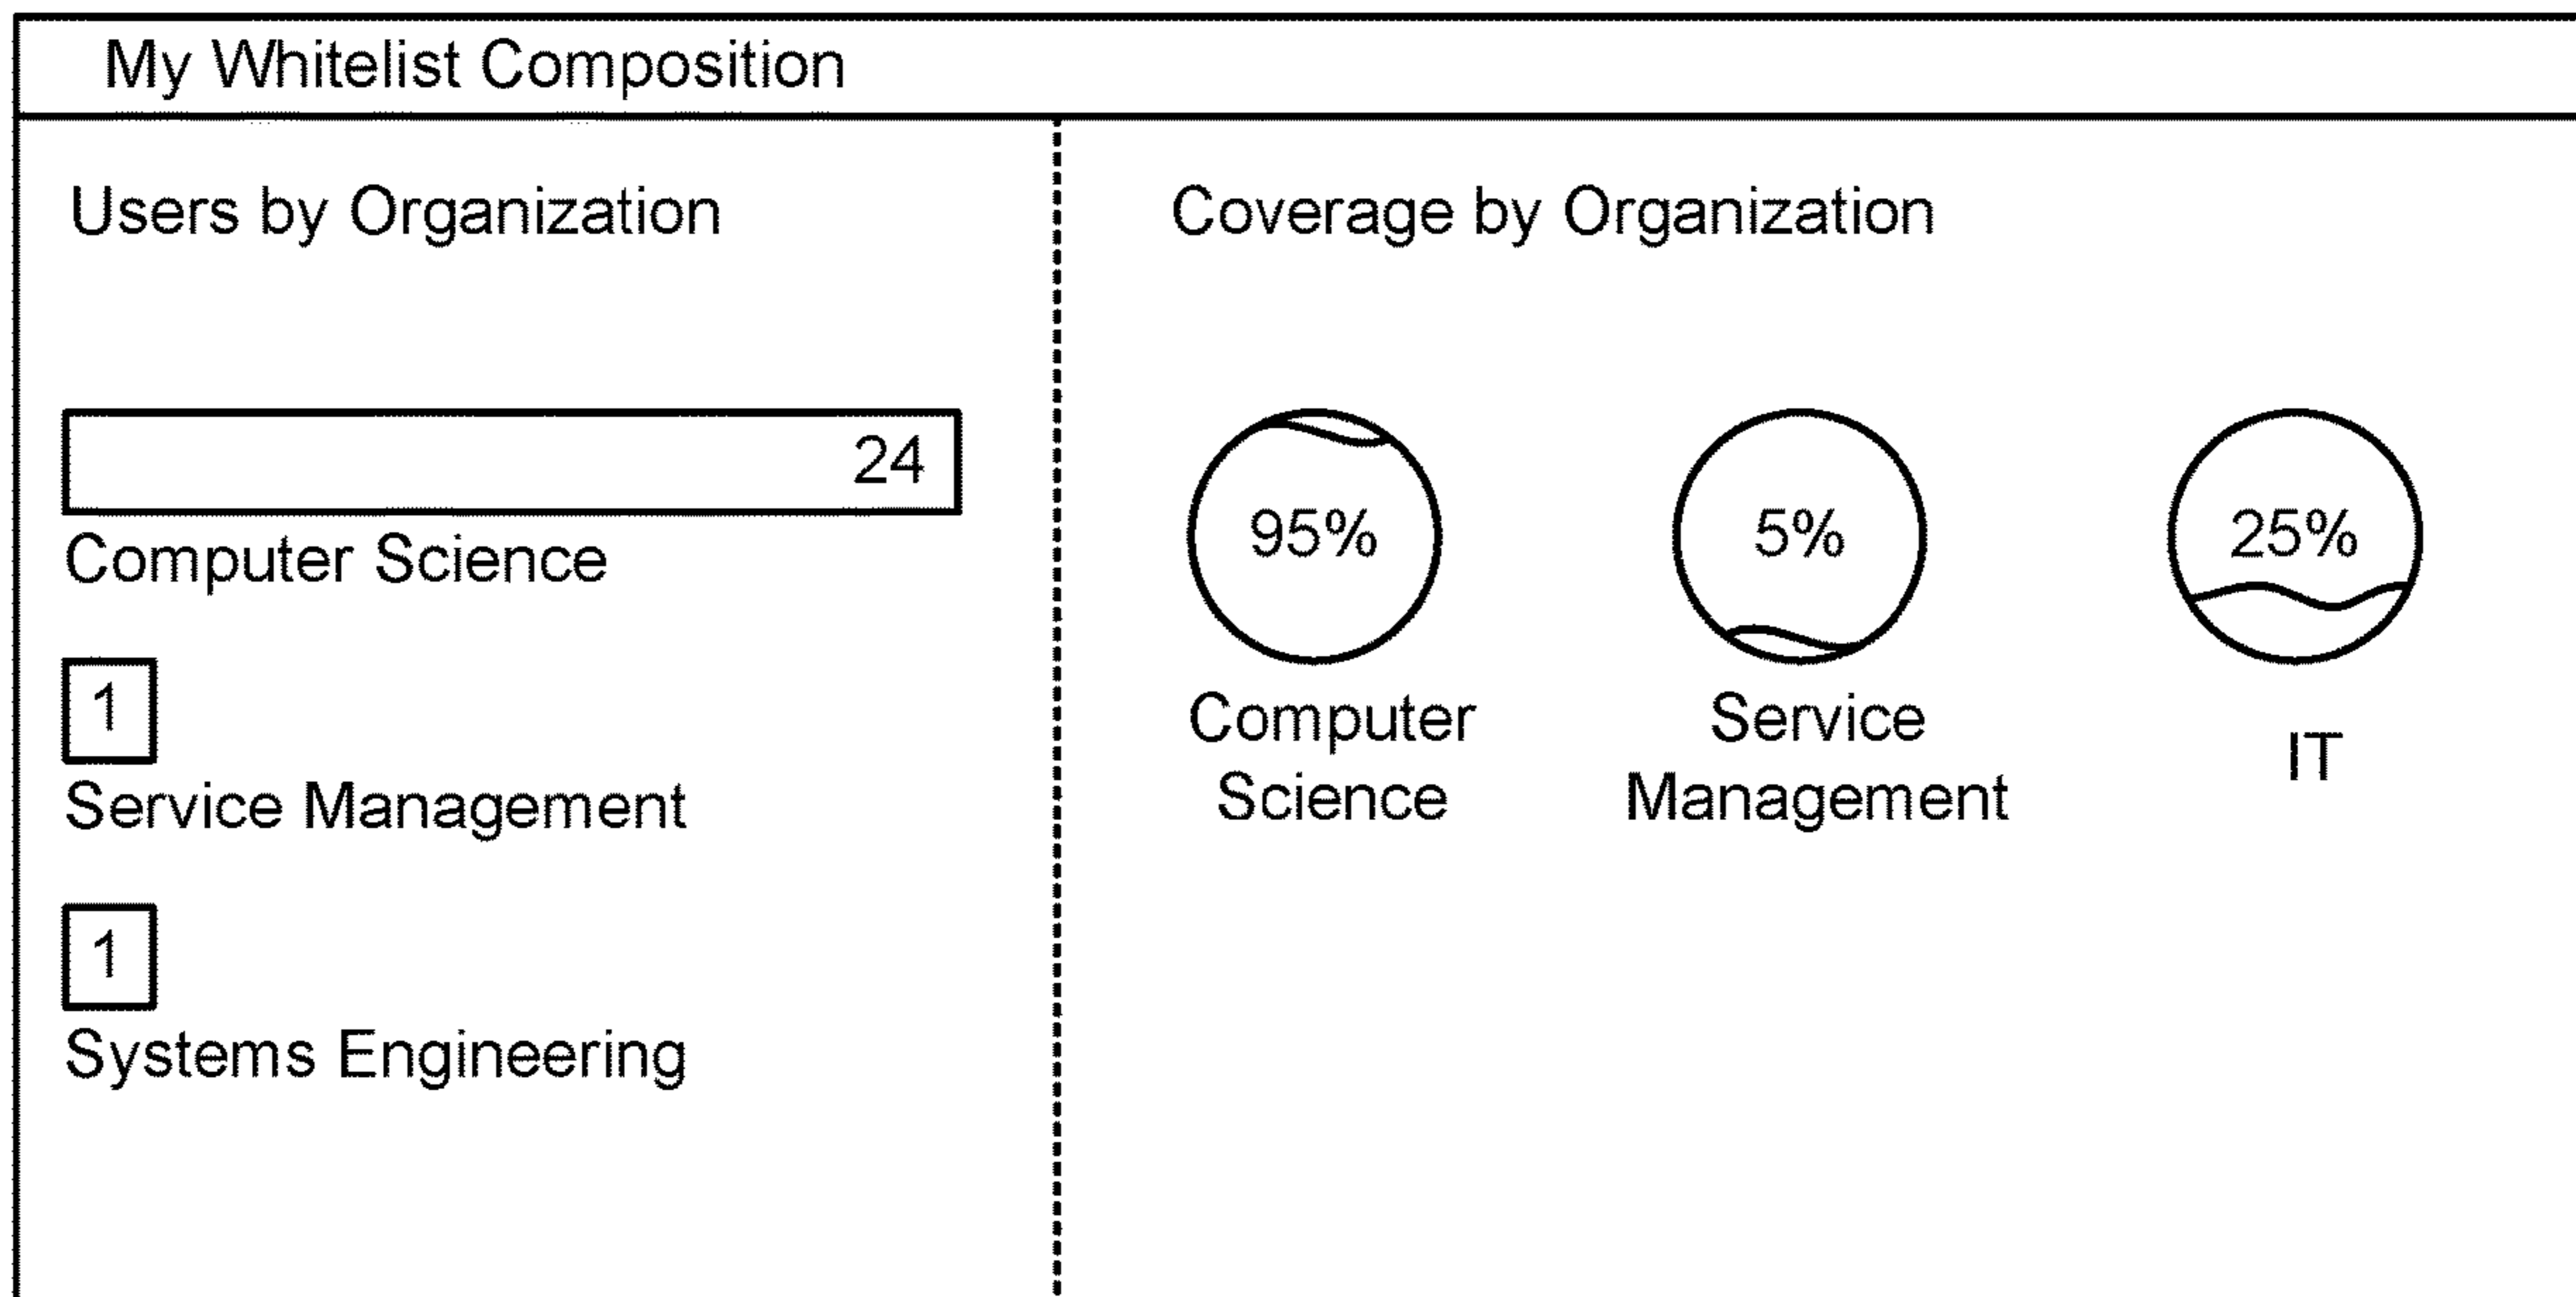 My Whitelist Composition
Users by Organization
24
Computer Science
1
Service Management
1
Systems Engineering
Coverage by Organization
95%
5%
25%
Computer
Science
Service
Management
IT